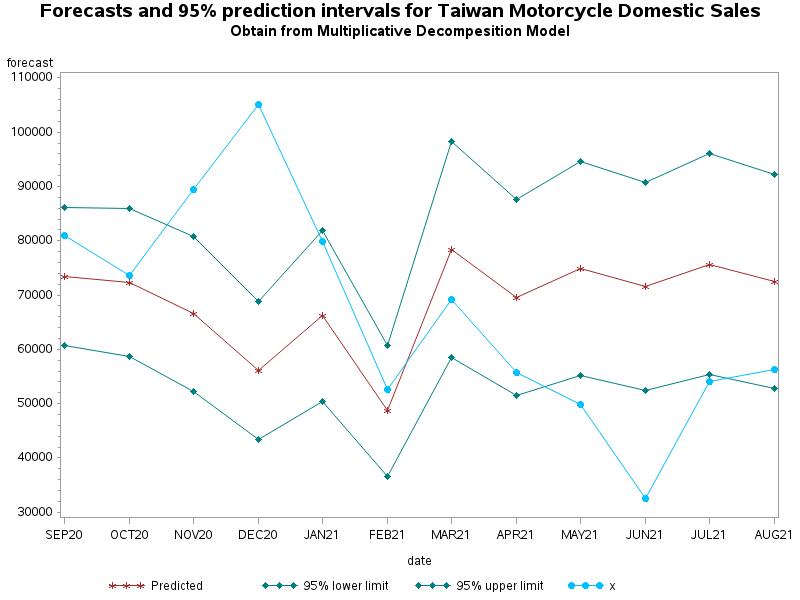 Forecasts and 95% prediction intervals for Taiwan Motorcycle Domestic Sales
Obtain from Multiplicative Decompesition Model
forecast
110000
100000
90000
80000
70000
60000
50000
40000
30000
SEP20 OCT20 NOV20 DEC20 JAN21 FEB21 MAR21 APR21 MAY21 JUN21 JUL21 AUG21
date
Predicted 95% lower limit 95% upper limit x